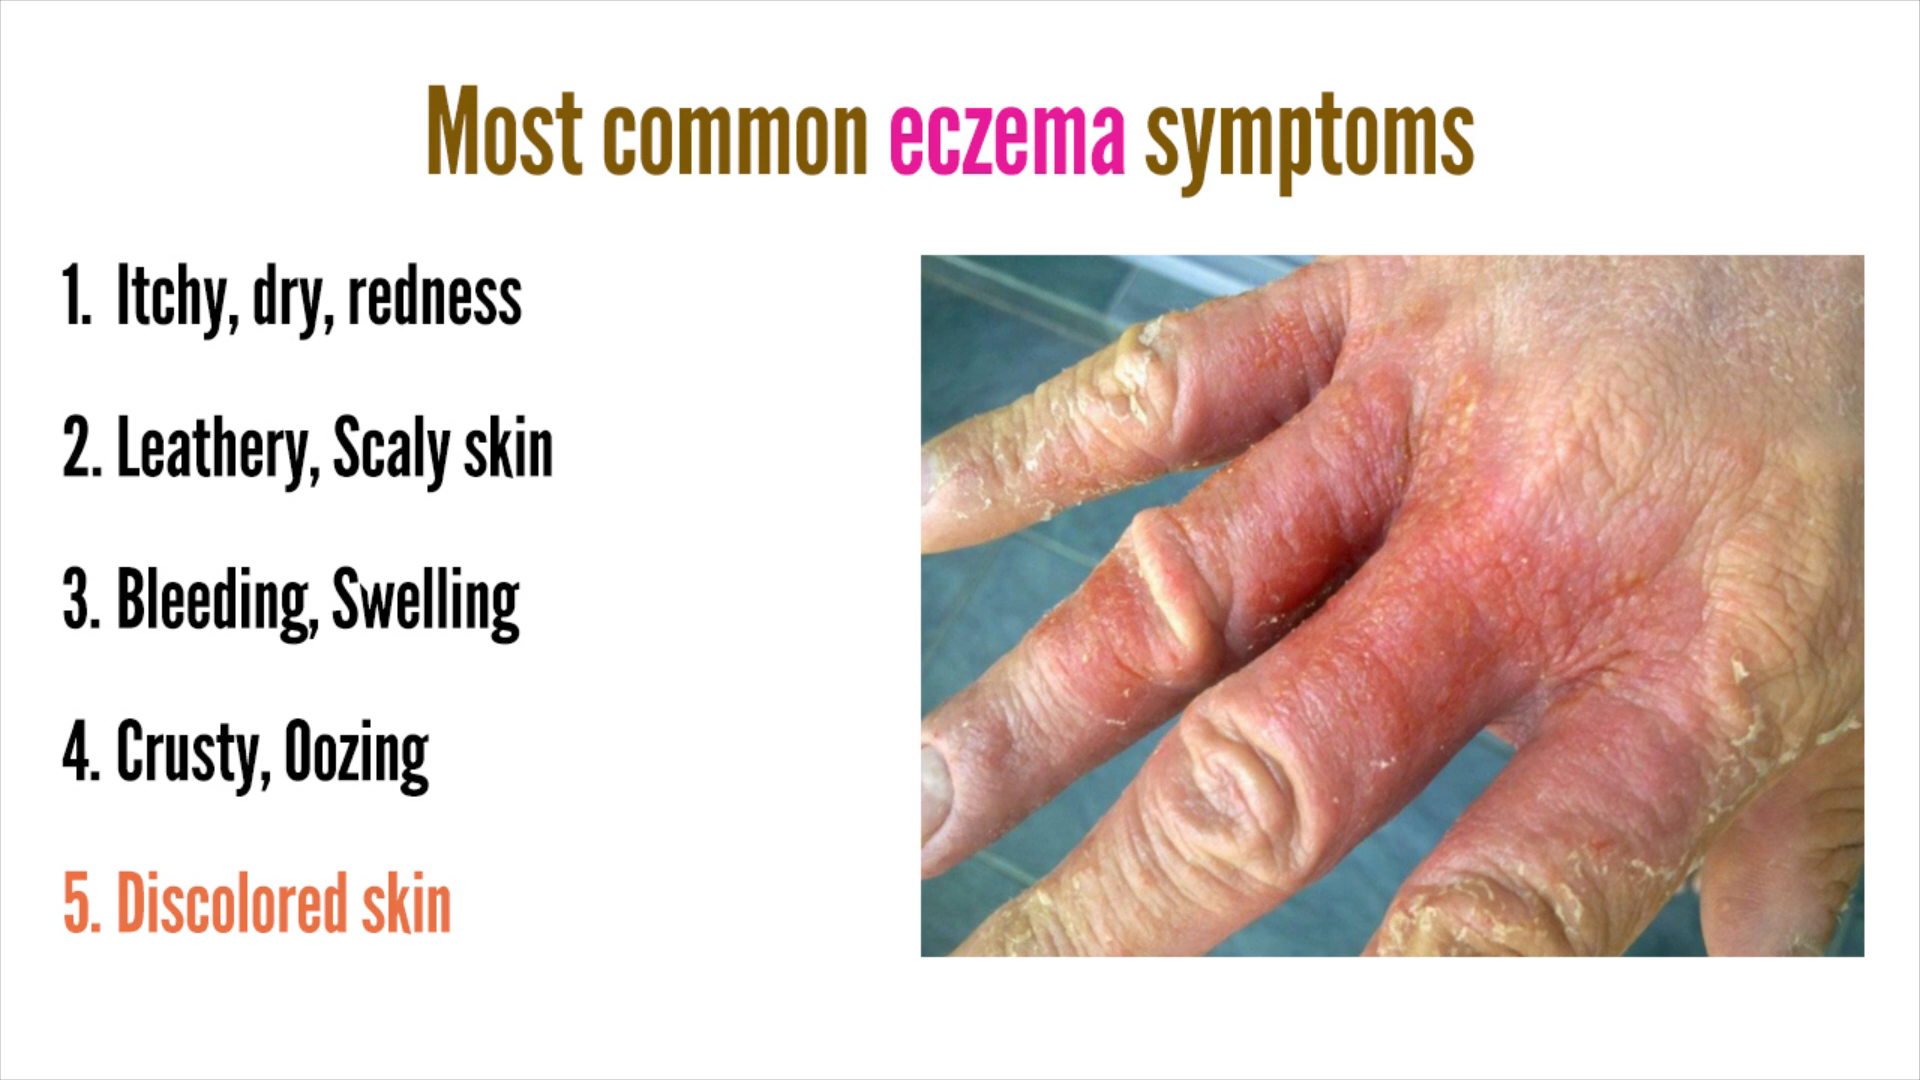 Most common eczema symptoms
1. Itchy, dry, redness
2. Leathery, Scaly skin
3. Bleeding, Swelling
4. Crusty, Oozing
5. Discolored skin